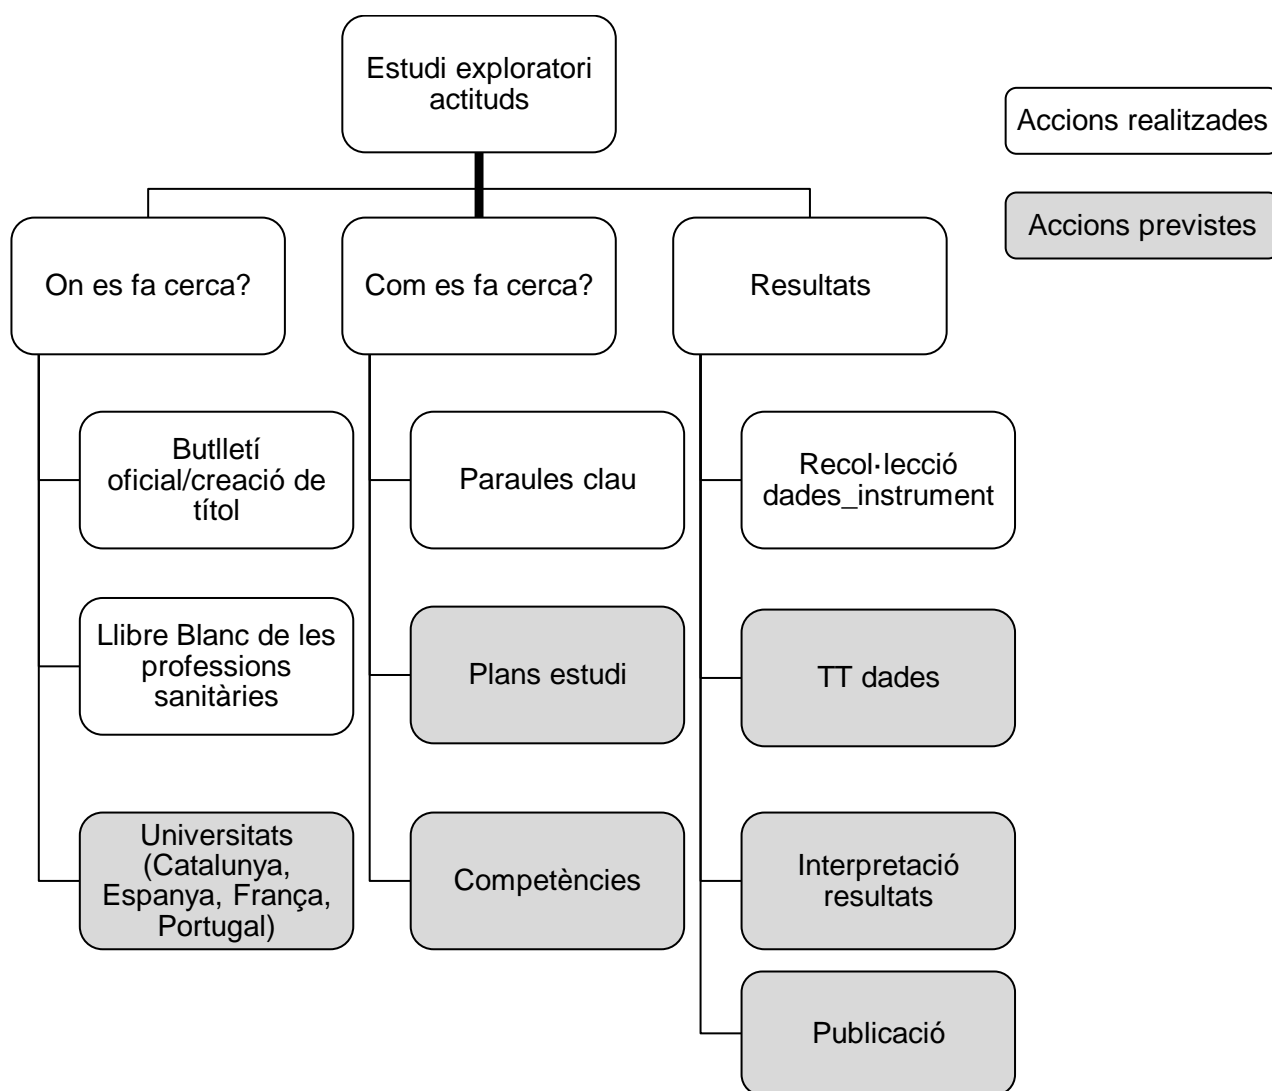 Estudi exploratori
actituds
Accions realitzades
Accions previstes
On es fa cerca?
Com es fa cerca?
Resultats
Butlletí
oficial/creació de
títol
Paraules clau
Recol·lecció
dades_instrument
Llibre Blanc de les
professions
sanitàries
Plans estudi
TT dades
Universitats
(Catalunya,
Espanya, França,
Portugal)
Competències
Interpretació
resultats
Publicació